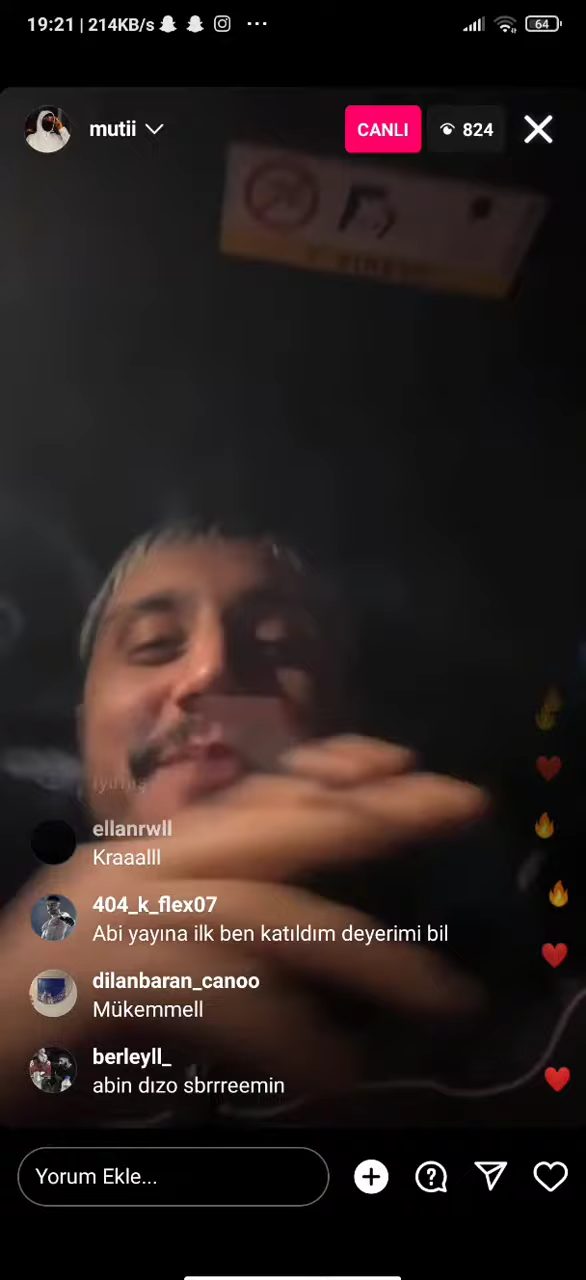 19:21 | 214KB/s
64
mutii
CANLI
824
ellanrwll
Kraaalll
404_k_flex07
Abi yayına ilk ben katıldım deyerimi bil
dilanbaran_canoo
Mükemmell
berleyll_
abin dızo sbrrreemin
Yorum Ekle...